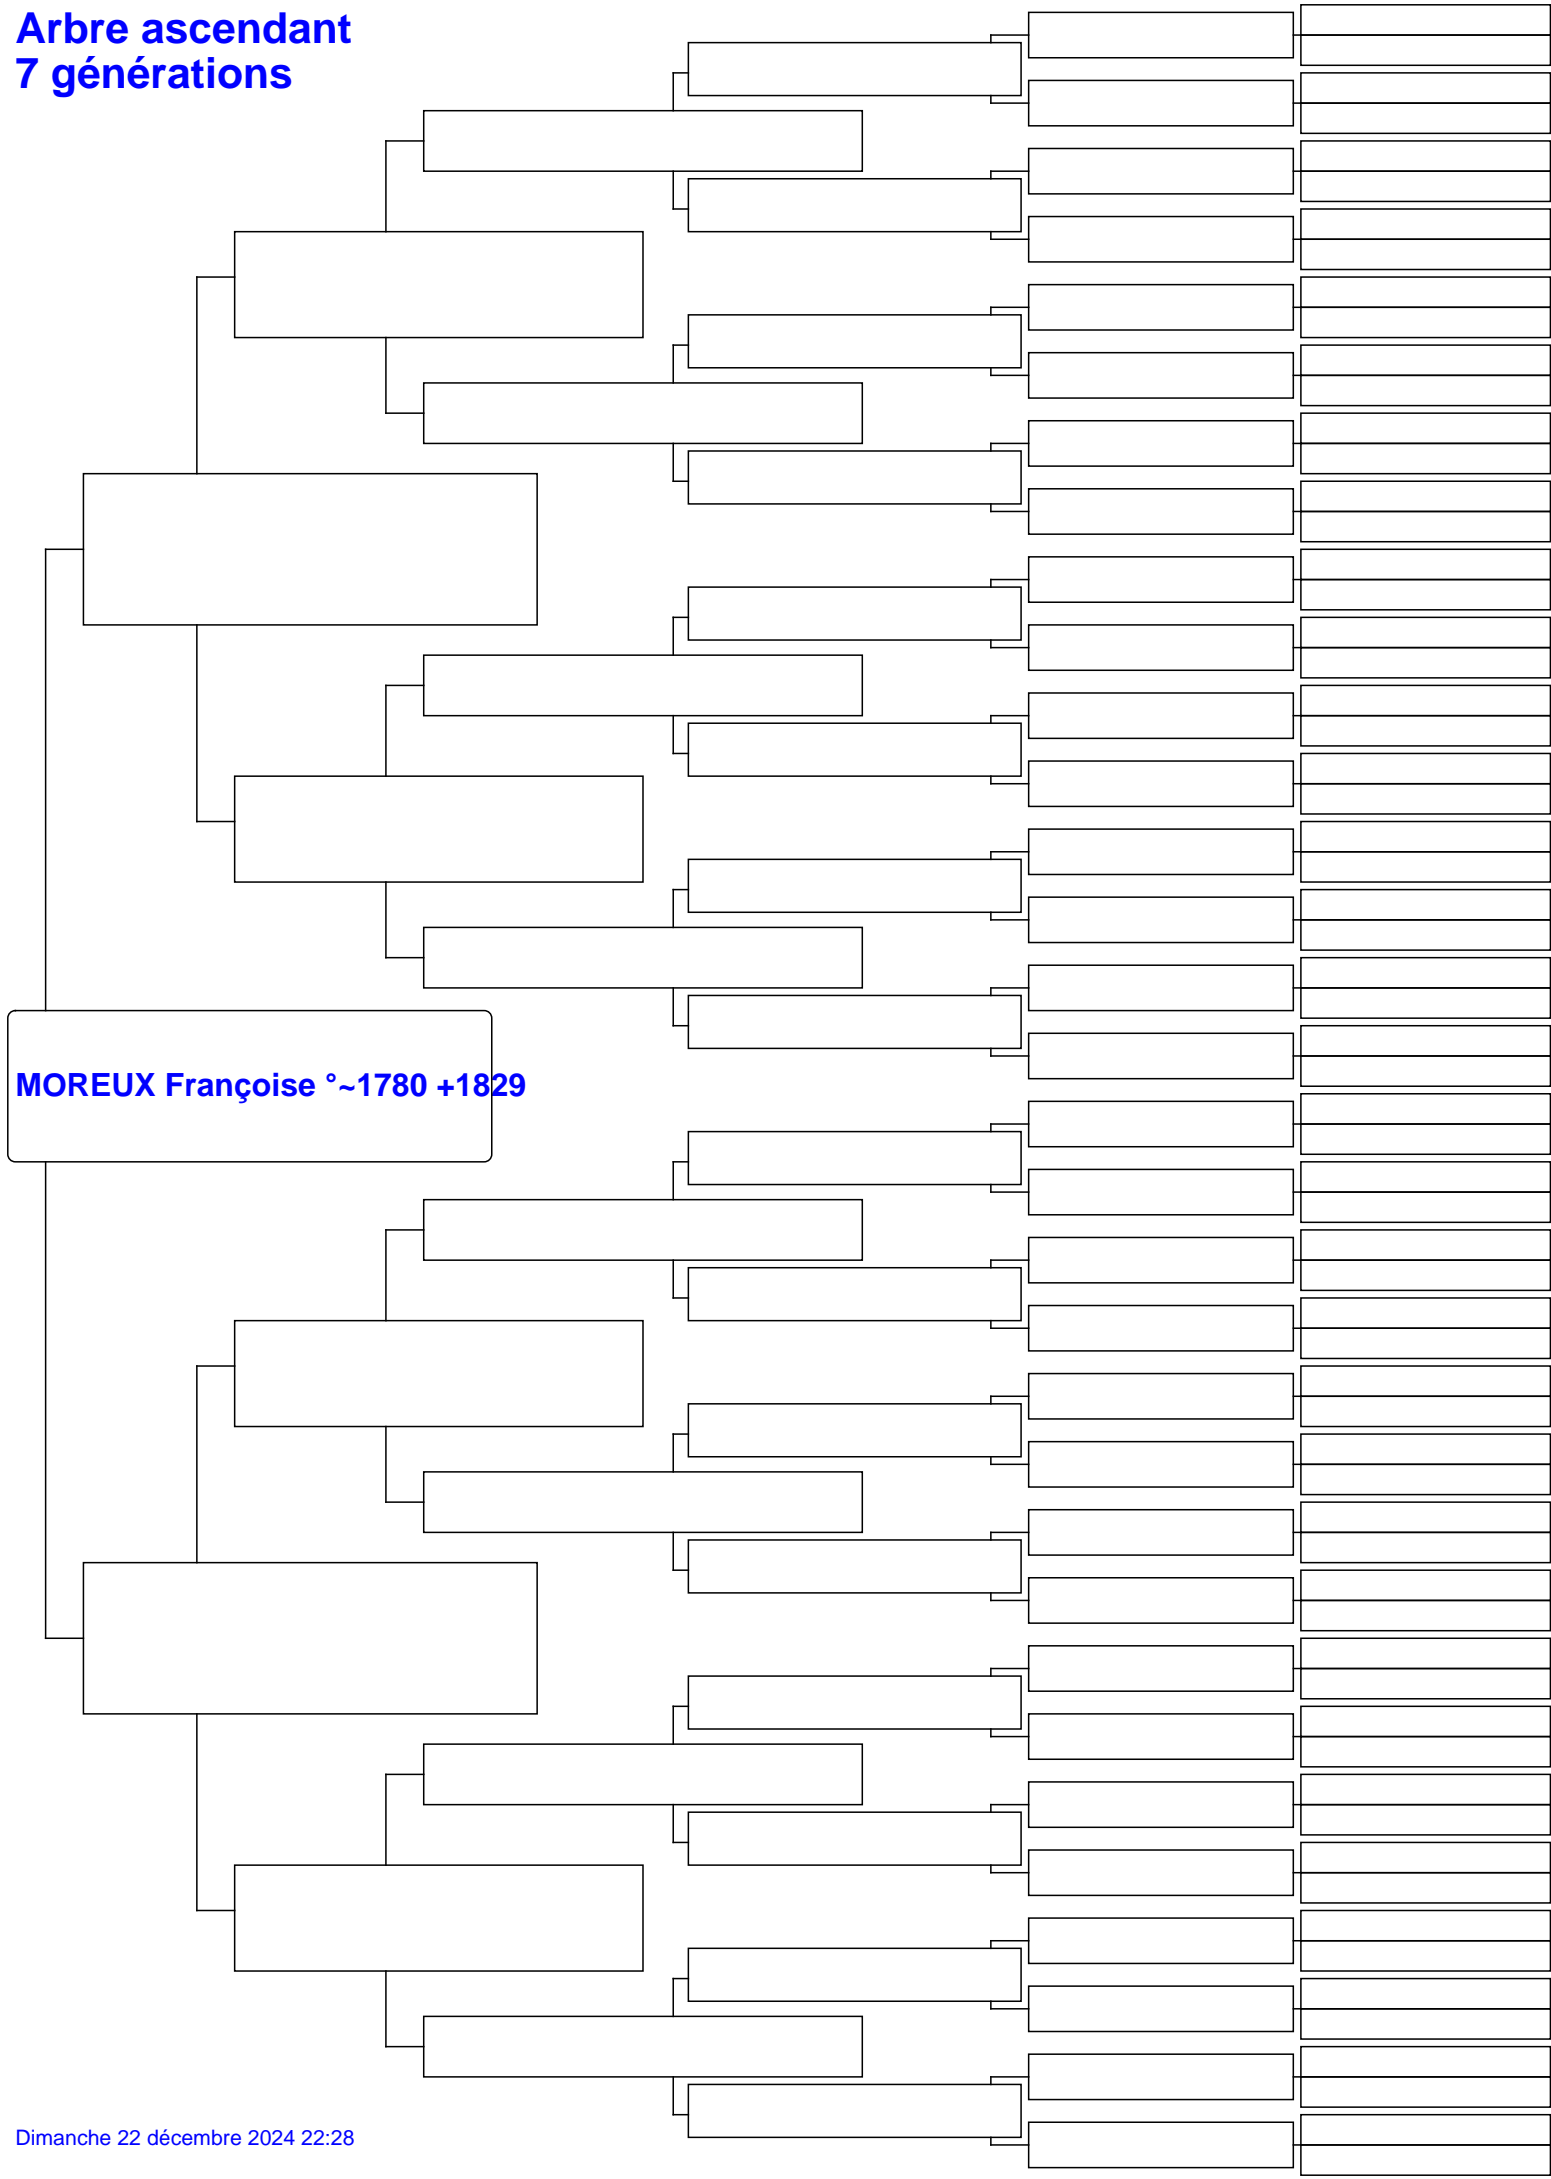 Arbre ascendant
7 générations
MOREUX Françoise °~1780 +1829
Dimanche 22 décembre 2024 22:28